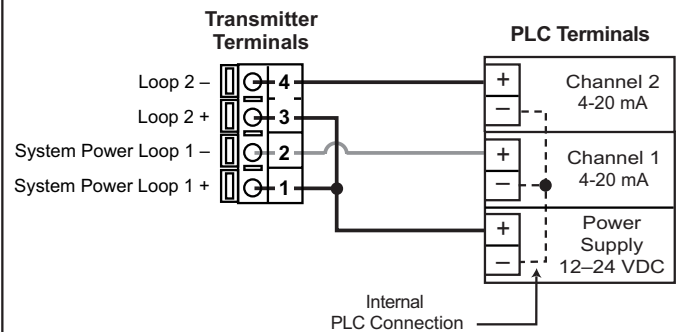 Transmitter
Terminals
PLC Terminals
Loop 2 –
4
Loop 2 +
3
System Power Loop 1 –
2
System Power Loop 1 +
1
+
–
Channel 2
4-20 mA
+
–
Channel 1
4-20 mA
+
–
Power
Supply
12–24 VDC
Internal
PLC Connection